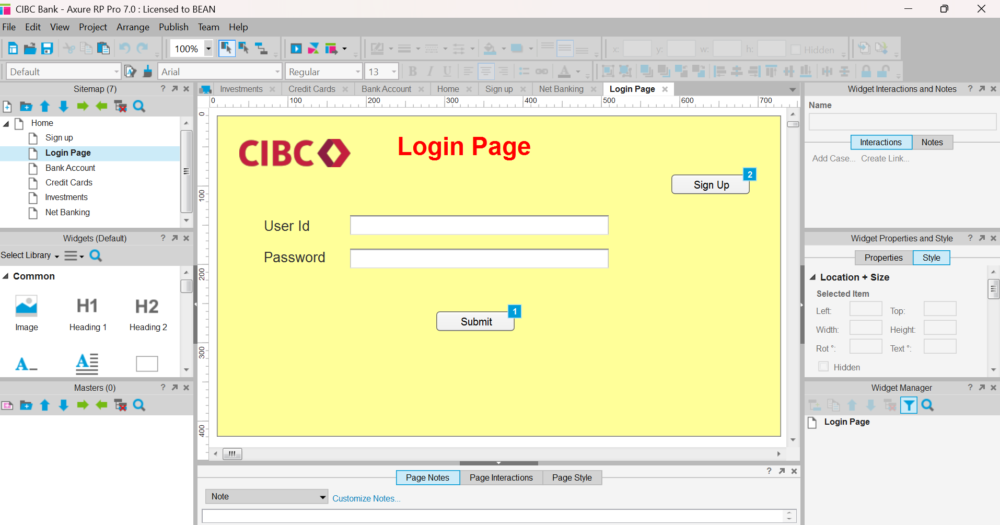 CIBC Bank - Axure RP Pro 7.0 : Licensed to BEAN
File Edit View Project Arrange Publish Team Help
100% x: y: w: h: Hidden
Default Arial Regular 13 B I U A
Sitemap (7) ?
Home
Sign up
Login Page
Bank Account
Credit Cards
Investments
Net Banking
Widgets (Default) ?
Select Library
Common
H1 H2
Image Heading 1 Heading 2
A A
Masters (0) ?
Investments Credit Cards Bank Account Home Sign up Net Banking Login Page
0 100 200 300 400 500 600 700
0
100
200
300
400
CIBC
Login Page
2
Sign Up
User Id
Password
1
Submit
?
Page Notes Page Interactions Page Style
Note Customize Notes...
Widget Interactions and Notes ?
Name
Interactions Notes
Add Case... Create Link...
Widget Properties and Style ?
Properties Style
Location + Size
Selected Item
Left: Top:
Width: Height:
Rot °: Text °:
Hidden
Widget Manager ?
Login Page